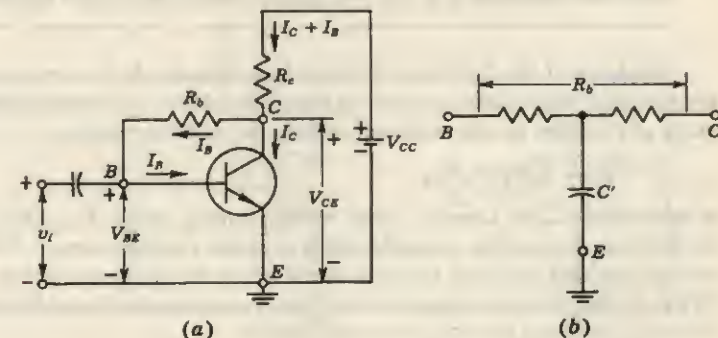 I_C + I_B
R_c
R_b
C
I_B
I_C
+
B
I_B
+
+
−
V_CC
+
v_i
V_BE
V_CE
−
−
−
E
(a)
R_b
B
C
C'
E
(b)